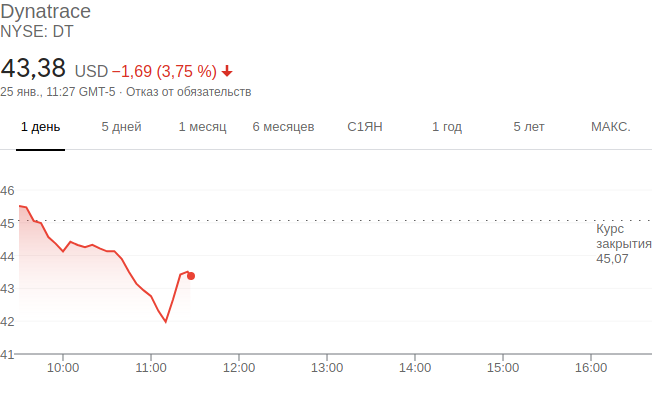 Dynatrace
NYSE: DT
43,38 USD −1,69 (3,75 %)
25 янв., 11:27 GMT-5 · Отказ от обязательств
1 день 5 дней 1 месяц 6 месяцев С1ЯН 1 год 5 лет МАКС.
46
45
Курс
закрытия
45,07
44
43
42
41
10:00 11:00 12:00 13:00 14:00 15:00 16:00